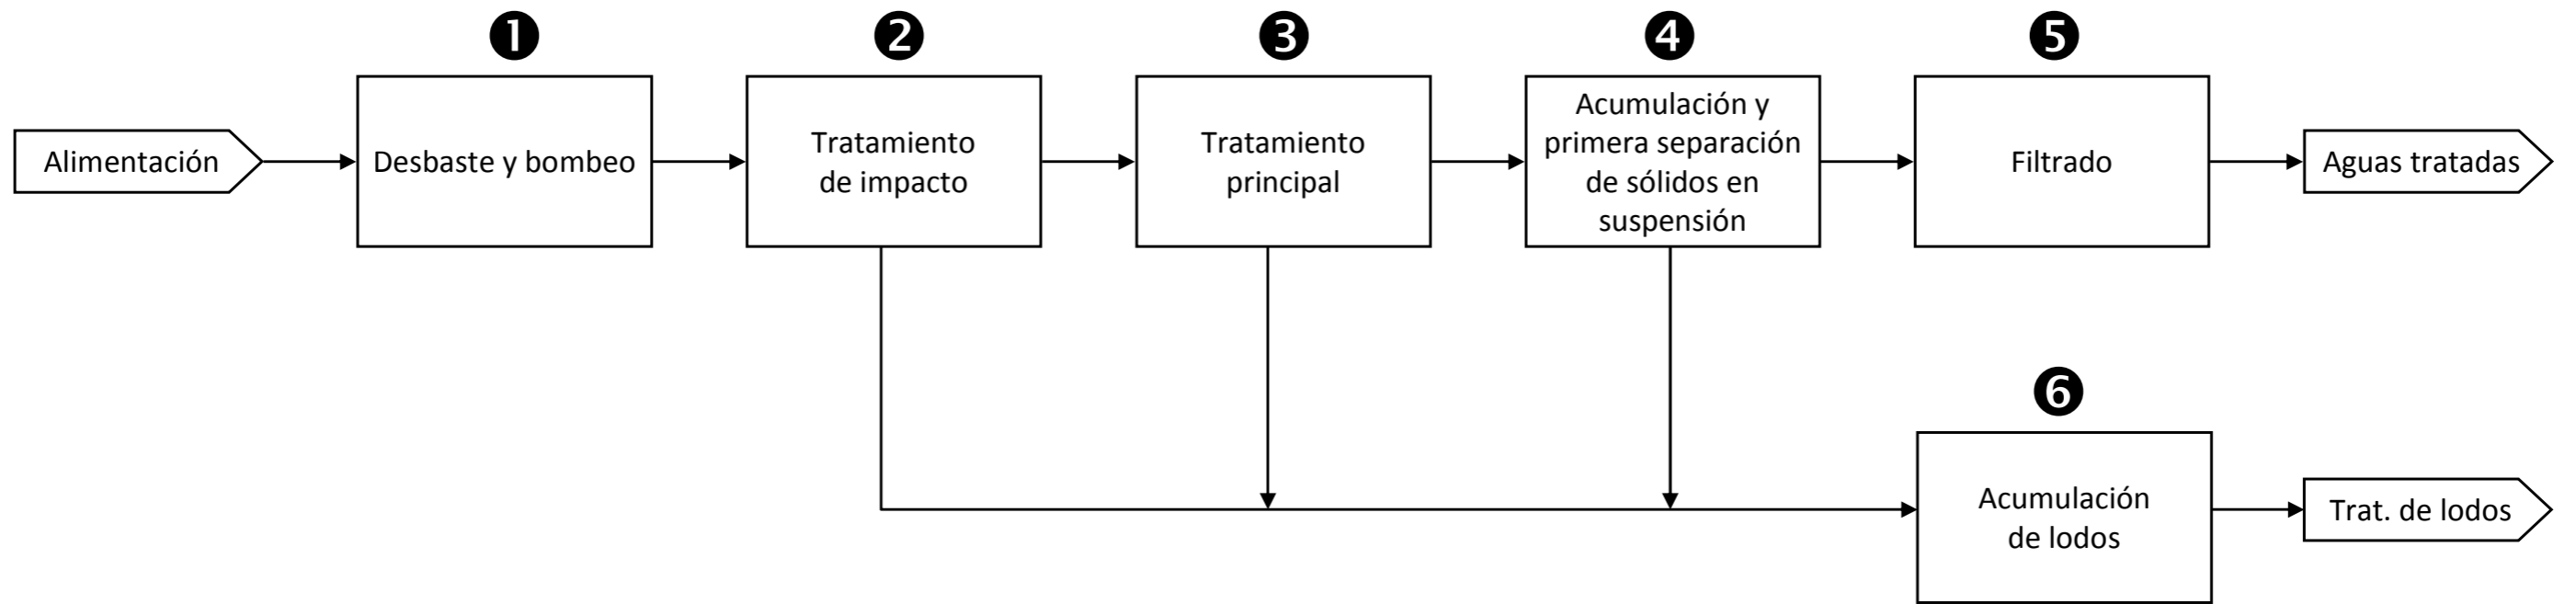 ❶
❷
❸
❹
❺
Alimentación
Desbaste y bombeo
Tratamiento
de impacto
Tratamiento
principal
Acumulación y
primera separación
de sólidos en
suspensión
Filtrado
Aguas tratadas
❻
Acumulación
de lodos
Trat. de lodos